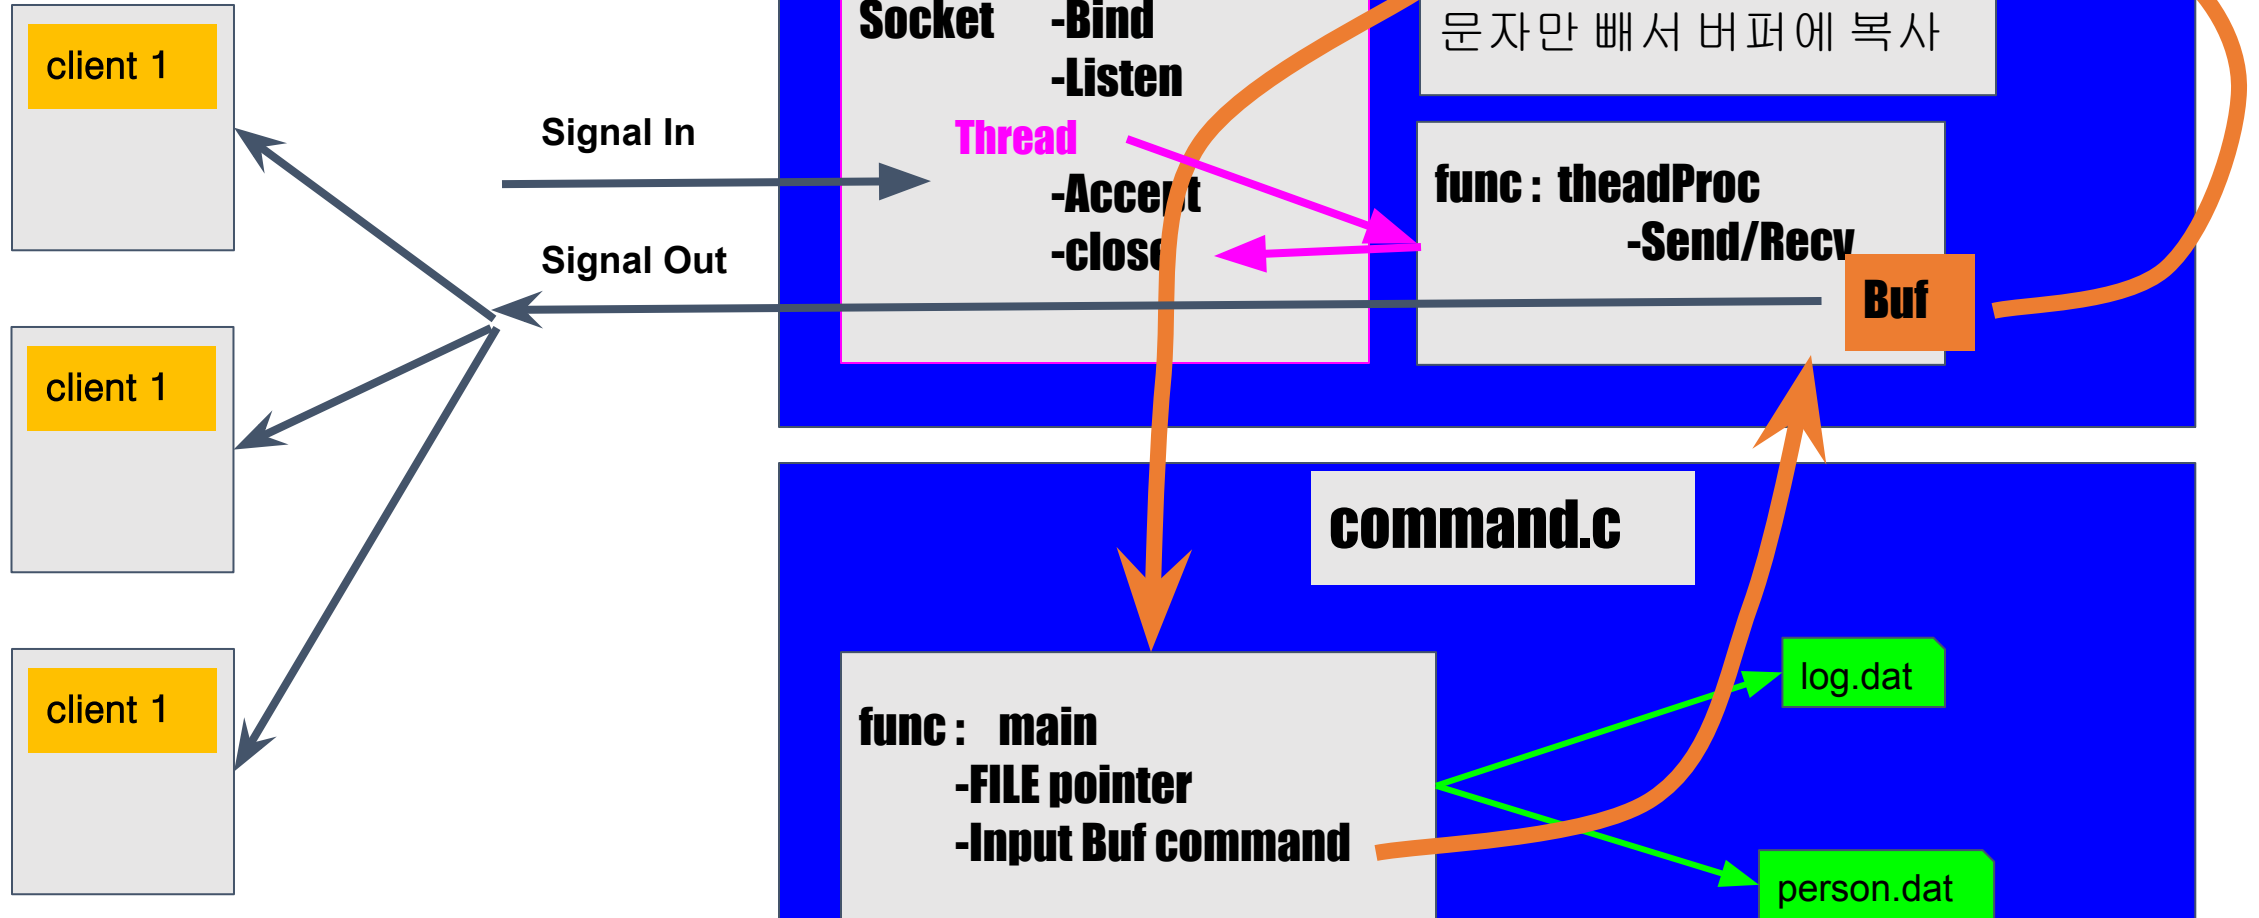 client 1
Signal In
Signal Out
client 1
client 1
Socket -Bind
-Listen
Thread
-Accept
-close
문자만 빼서 버퍼에 복사
func : theadProc
-Send/Recv
Buf
command.c
func : main
-FILE pointer
-Input Buf command
log.dat
person.dat